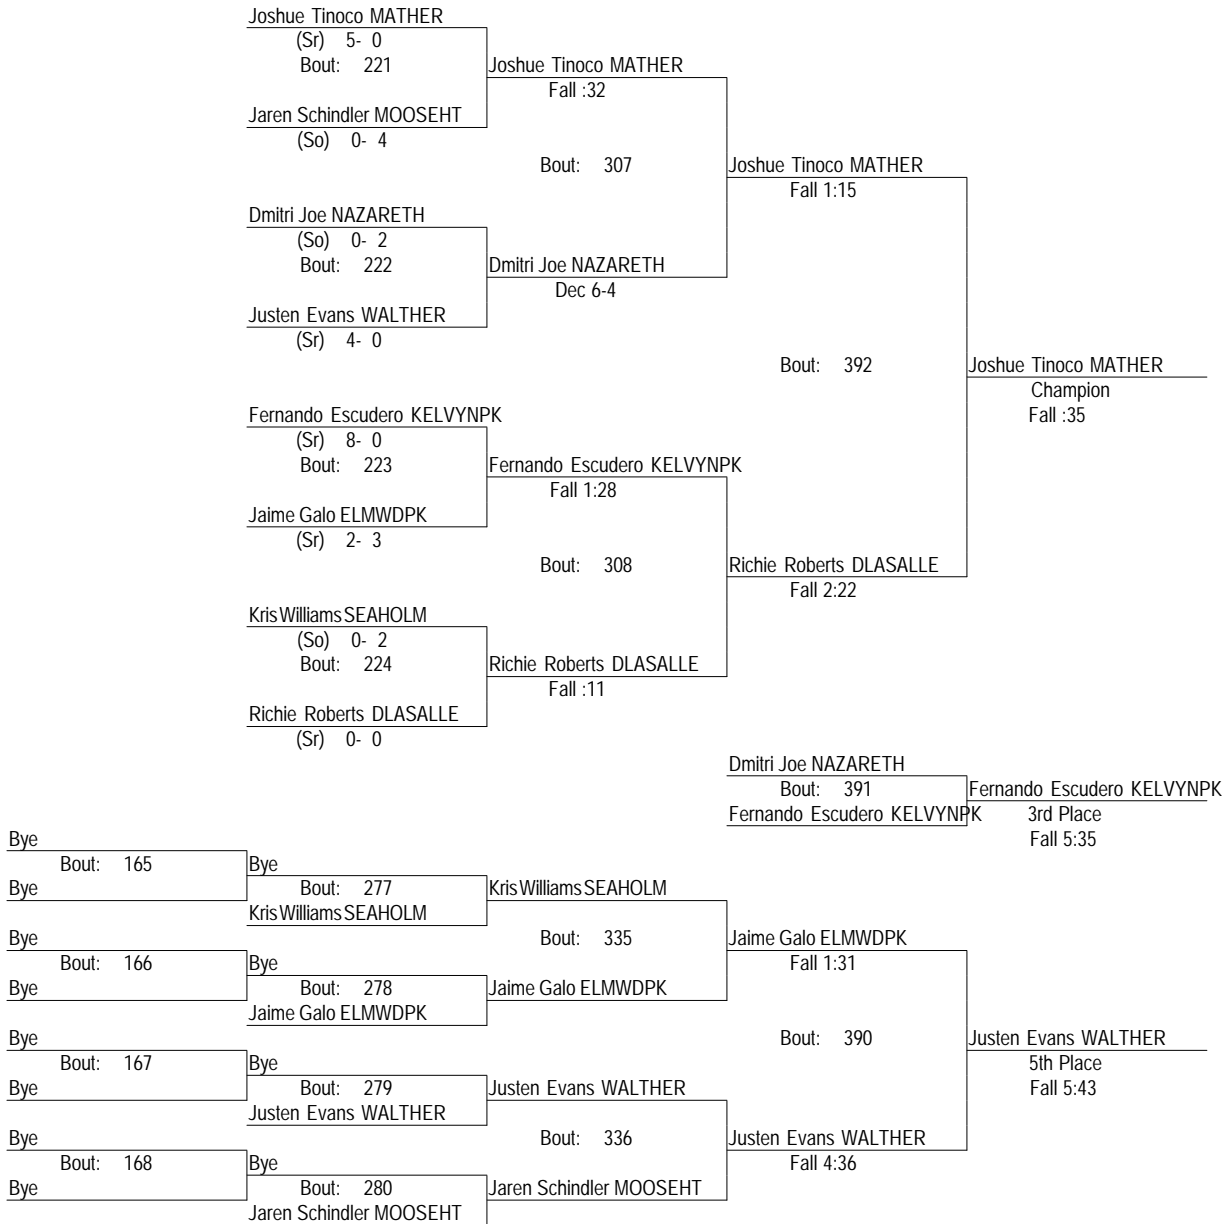 Joshue Tinoco MATHER
(Sr) 5- 0
Bout: 221
Joshue Tinoco MATHER
Fall :32
Jaren Schindler MOOSEHT
(So) 0- 4
Bout: 307
Joshue Tinoco MATHER
Fall 1:15
Dmitri Joe NAZARETH
(So) 0- 2
Bout: 222
Dmitri Joe NAZARETH
Dec 6-4
Justen Evans WALTHER
(Sr) 4- 0
Bout: 392
Joshue Tinoco MATHER
Champion
Fall :35
Fernando Escudero KELVYNPK
(Sr) 8- 0
Bout: 223
Fernando Escudero KELVYNPK
Fall 1:28
Jaime Galo ELMWDPK
(Sr) 2- 3
Bout: 308
Richie Roberts DLASALLE
Fall 2:22
Kris Williams SEAHOLM
(So) 0- 2
Bout: 224
Richie Roberts DLASALLE
Fall :11
Richie Roberts DLASALLE
(Sr) 0- 0
Dmitri Joe NAZARETH
Bout: 391
Fernando Escudero KELVYNPK
Fernando Escudero KELVYNPK
3rd Place
Fall 5:35
Bye
Bout: 165
Bye
Bye
Bout: 277
Kris Williams SEAHOLM
Kris Williams SEAHOLM
Bye
Bout: 335
Jaime Galo ELMWDPK
Fall 1:31
Bout: 166
Bye
Bye
Bout: 278
Jaime Galo ELMWDPK
Jaime Galo ELMWDPK
Bye
Bout: 390
Justen Evans WALTHER
5th Place
Fall 5:43
Bout: 167
Bye
Bye
Bout: 279
Justen Evans WALTHER
Justen Evans WALTHER
Bye
Bout: 336
Justen Evans WALTHER
Fall 4:36
Bout: 168
Bye
Bye
Bout: 280
Jaren Schindler MOOSEHT
Jaren Schindler MOOSEHT